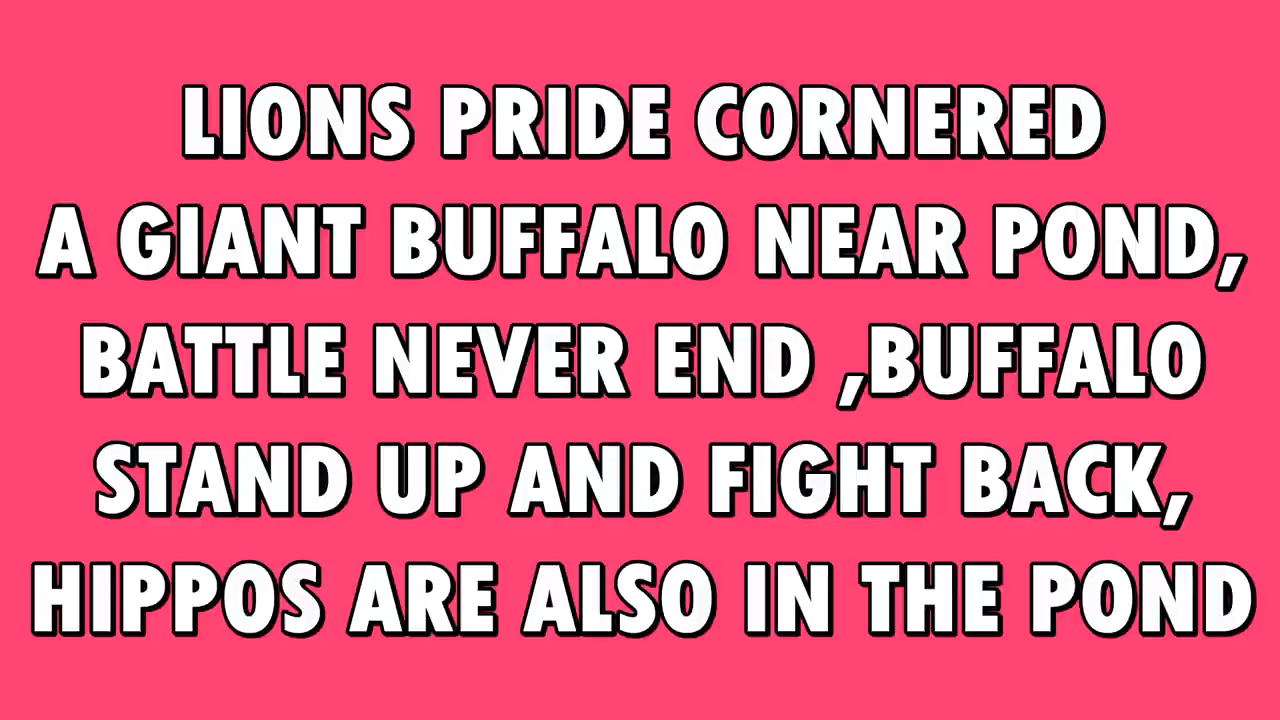 LIONS PRIDE CORNERED
A GIANT BUFFALO NEAR POND,
BATTLE NEVER END ,BUFFALO
STAND UP AND FIGHT BACK,
HIPPOS ARE ALSO IN THE POND